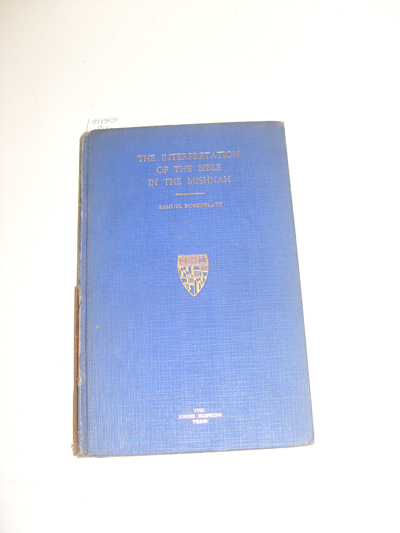 THE INTERPRETATION
OF THE BIBLE
IN THE MISHNAH
SAMUEL ROSENBLATT
THE
JOHNS HOPKINS
PRESS